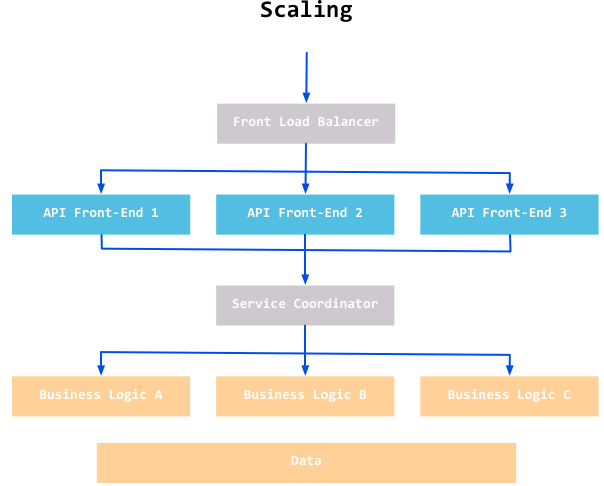 Scaling
Front Load Balancer
API Front-End 1
API Front-End 2
API Front-End 3
Service Coordinator
Business Logic A
Business Logic B
Business Logic C
Data